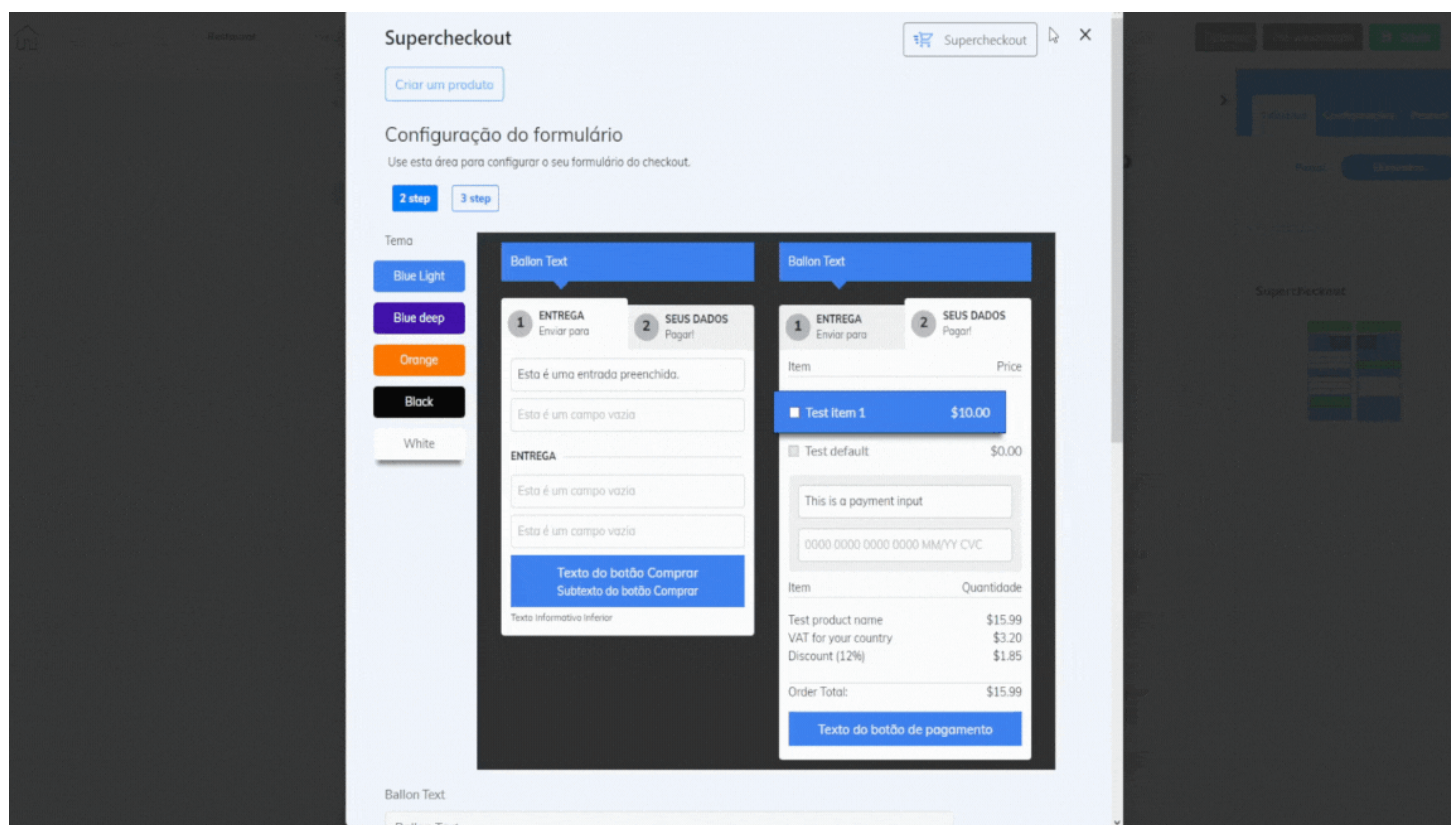 Supercheckout
Supercheckout
Criar um produto
Configuração do formulário
Use esta área para configurar o seu formulário do checkout.
2 step
3 step
Tema
Blue Light
Blue deep
Orange
Black
White
Ballon Text
1 ENTREGA
Enviar para
2 SEUS DADOS
Pagar!
Esta é uma entrada preenchida.
Esta é um campo vazia
ENTREGA
Esta é um campo vazia
Esta é um campo vazia
Texto do botão Comprar
Subtexto do botão Comprar
Texto Informativo Inferior
Ballon Text
1 ENTREGA
Enviar para
2 SEUS DADOS
Pagar!
Item Price
Test item 1 $10.00
Test default $0.00
This is a payment input
0000 0000 0000 0000 MM/YY CVC
Item Quantidade
Test product name $15.99
VAT for your country $3.20
Discount (12%) $1.85
Order Total: $15.99
Texto do botão de pagamento
Ballon Text
Supercheckout